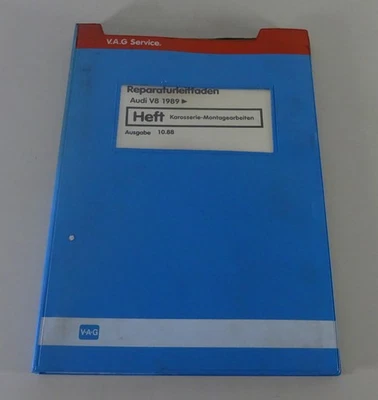 V.A.G Service.
Reparaturleitfaden
Audi V8 1989 ▶
Heft Karosserie-Montagearbeiten
Ausgabe 10.88
V·A·G